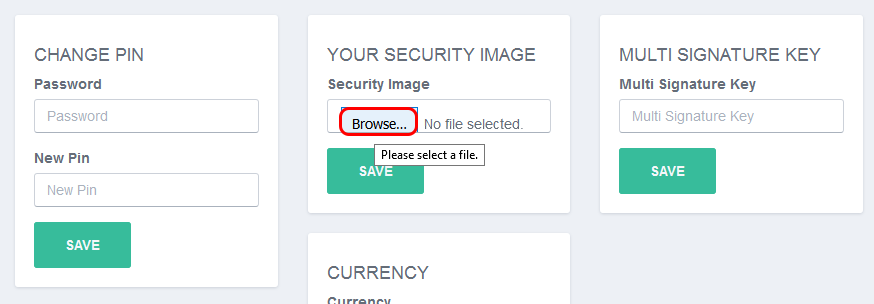 CHANGE PIN
Password
Password
New Pin
New Pin
SAVE
YOUR SECURITY IMAGE
Security Image
Browse... No file selected.
Please select a file.
SAVE
CURRENCY
Currency
MULTI SIGNATURE KEY
Multi Signature Key
Multi Signature Key
SAVE